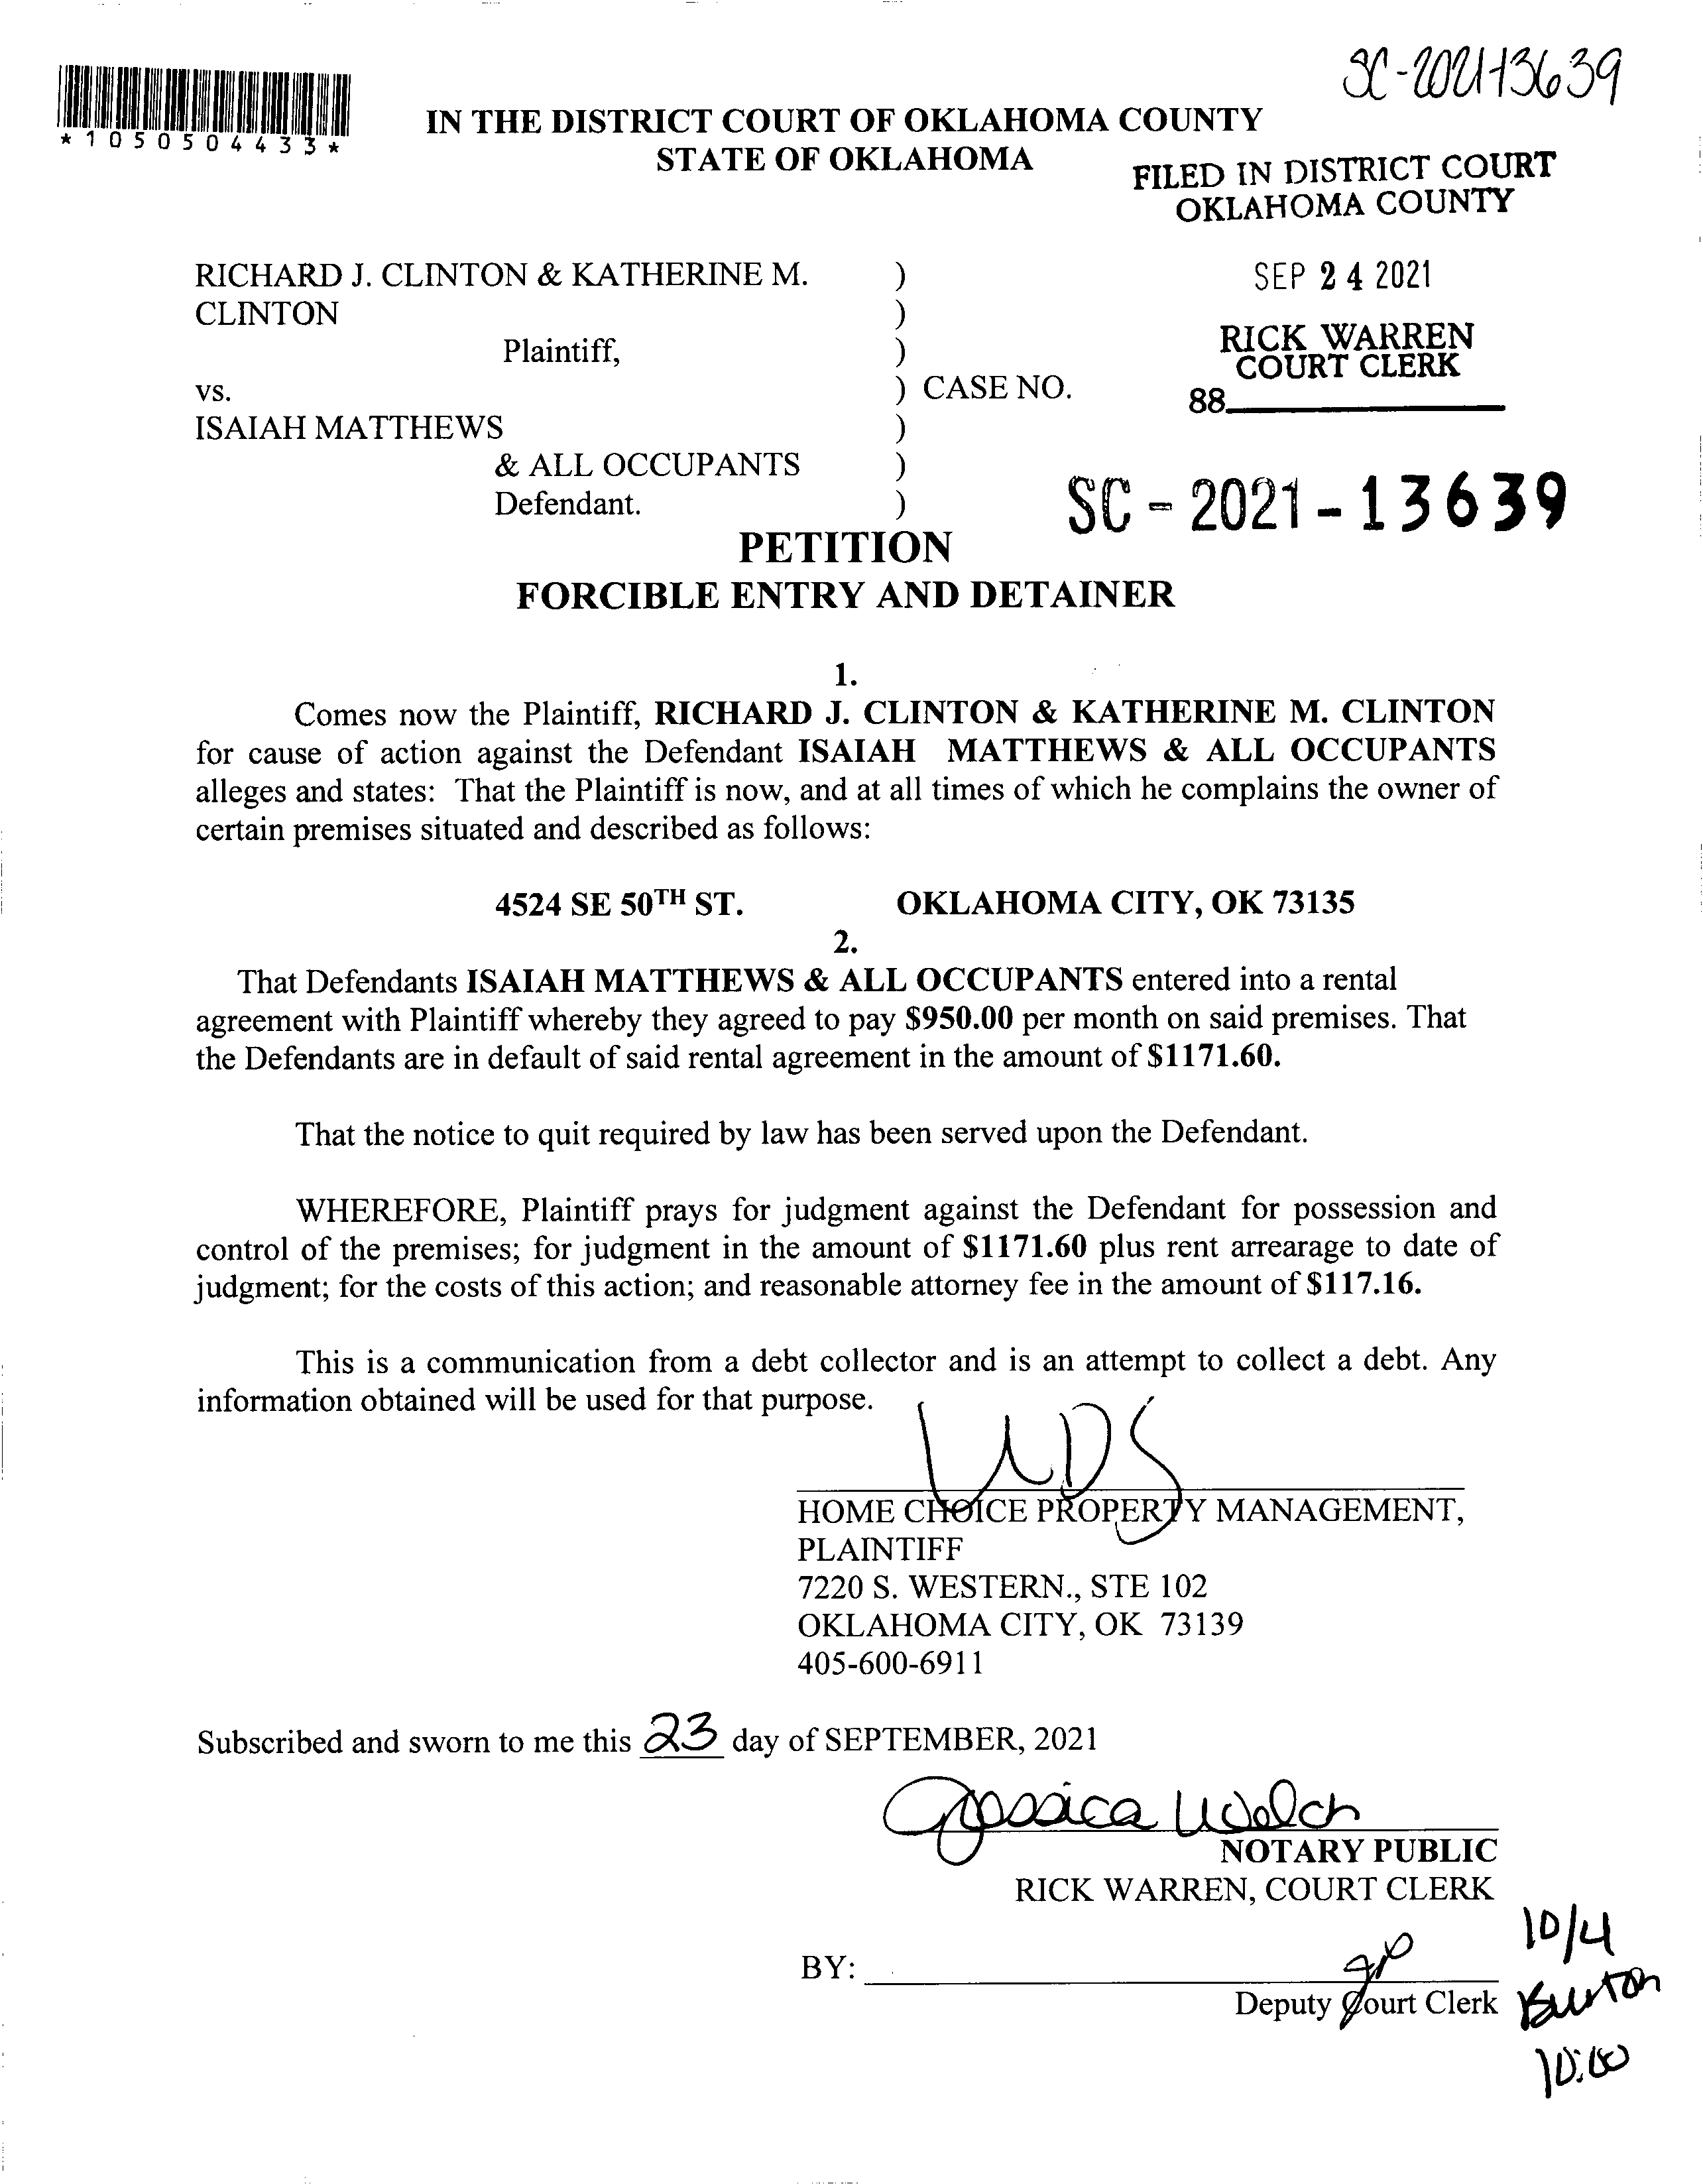 SC-2021-13639
*1050504433*
IN THE DISTRICT COURT OF OKLAHOMA COUNTY
STATE OF OKLAHOMA
FILED IN DISTRICT COURT
OKLAHOMA COUNTY
RICHARD J. CLINTON & KATHERINE M. )
CLINTON )
SEP 24 2021
Plaintiff, )
RICK WARREN
COURT CLERK
vs. ) CASE NO.
88
ISAIAH MATTHEWS )
& ALL OCCUPANTS )
Defendant. )
SC - 2021 - 13639
PETITION
FORCIBLE ENTRY AND DETAINER
1.
Comes now the Plaintiff, RICHARD J. CLINTON & KATHERINE M. CLINTON
for cause of action against the Defendant ISAIAH MATTHEWS & ALL OCCUPANTS
alleges and states: That the Plaintiff is now, and at all times of which he complains the owner of
certain premises situated and described as follows:
4524 SE 50TH ST. OKLAHOMA CITY, OK 73135
2.
That Defendants ISAIAH MATTHEWS & ALL OCCUPANTS entered into a rental
agreement with Plaintiff whereby they agreed to pay $950.00 per month on said premises. That
the Defendants are in default of said rental agreement in the amount of $1171.60.
That the notice to quit required by law has been served upon the Defendant.
WHEREFORE, Plaintiff prays for judgment against the Defendant for possession and
control of the premises; for judgment in the amount of $1171.60 plus rent arrearage to date of
judgment; for the costs of this action; and reasonable attorney fee in the amount of $117.16.
This is a communication from a debt collector and is an attempt to collect a debt. Any
information obtained will be used for that purpose.
HOME CHOICE PROPERTY MANAGEMENT,
PLAINTIFF
7220 S. WESTERN., STE 102
OKLAHOMA CITY, OK 73139
405-600-6911
Subscribed and sworn to me this 23 day of SEPTEMBER, 2021
Jessica Welch
NOTARY PUBLIC
RICK WARREN, COURT CLERK
10/4
BY:
Deputy Court Clerk
Burton
10:00